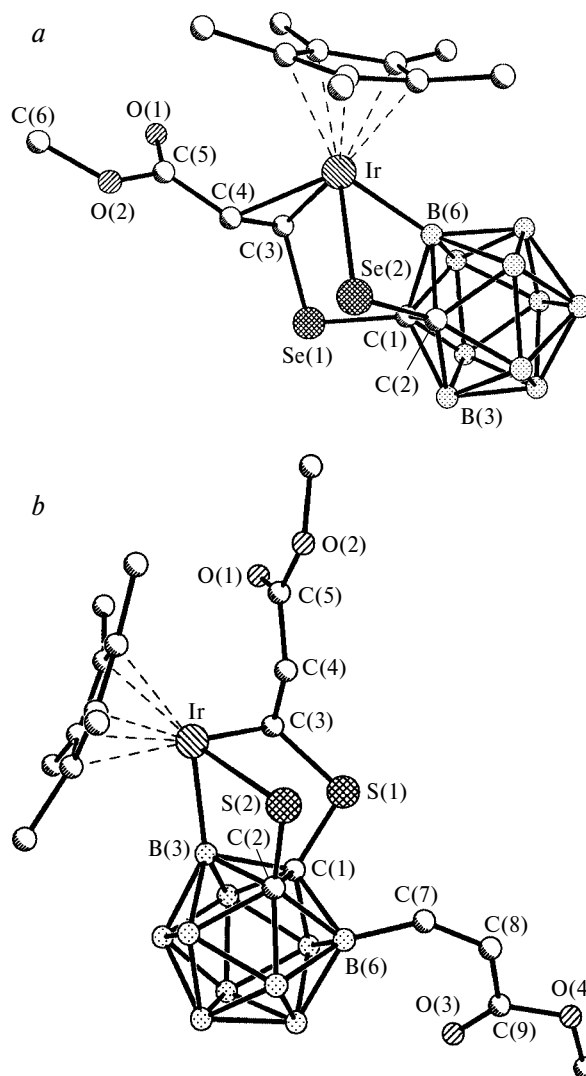 a
C(6)
O(1)
C(5)
O(2)
C(4)
C(3)
Ir
B(6)
Se(2)
Se(1)
C(1)
C(2)
B(3)
b
O(2)
O(1)
C(5)
C(4)
Ir
C(3)
S(2)
S(1)
C(2)
B(3)
C(1)
C(7)
C(8)
B(6)
O(3)
C(9)
O(4)